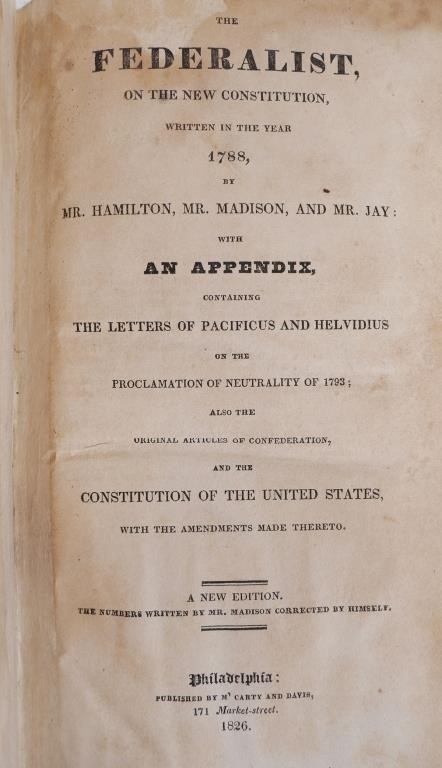 THE
FEDERALIST,
ON THE NEW CONSTITUTION,
WRITTEN IN THE YEAR
1788,
BY
MR. HAMILTON, MR. MADISON, AND MR. JAY:
WITH
AN APPENDIX,
CONTAINING
THE LETTERS OF PACIFICUS AND HELVIDIUS
ON THE
PROCLAMATION OF NEUTRALITY OF 1793;
ALSO THE
ORIGINAL ARTICLES OF CONFEDERATION,
AND THE
CONSTITUTION OF THE UNITED STATES,
WITH THE AMENDMENTS MADE THERETO.
A NEW EDITION.
THE NUMBERS WRITTEN BY MR. MADISON CORRECTED BY HIMSELF.
Philadelphia:
PUBLISHED BY M' CARTY AND DAVIS,
171 Market-street.
1826.